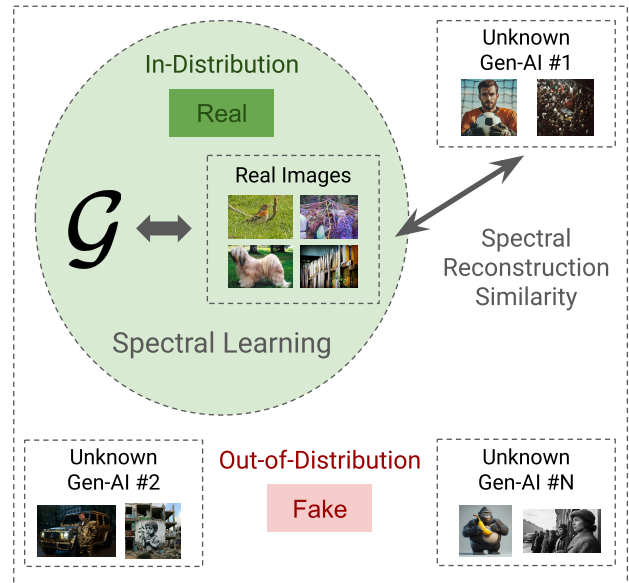 In-Distribution
Real
Real Images
𝒢
Spectral Learning
Unknown
Gen-AI #1
Spectral
Reconstruction
Similarity
Unknown
Gen-AI #2
Out-of-Distribution
Fake
Unknown
Gen-AI #N